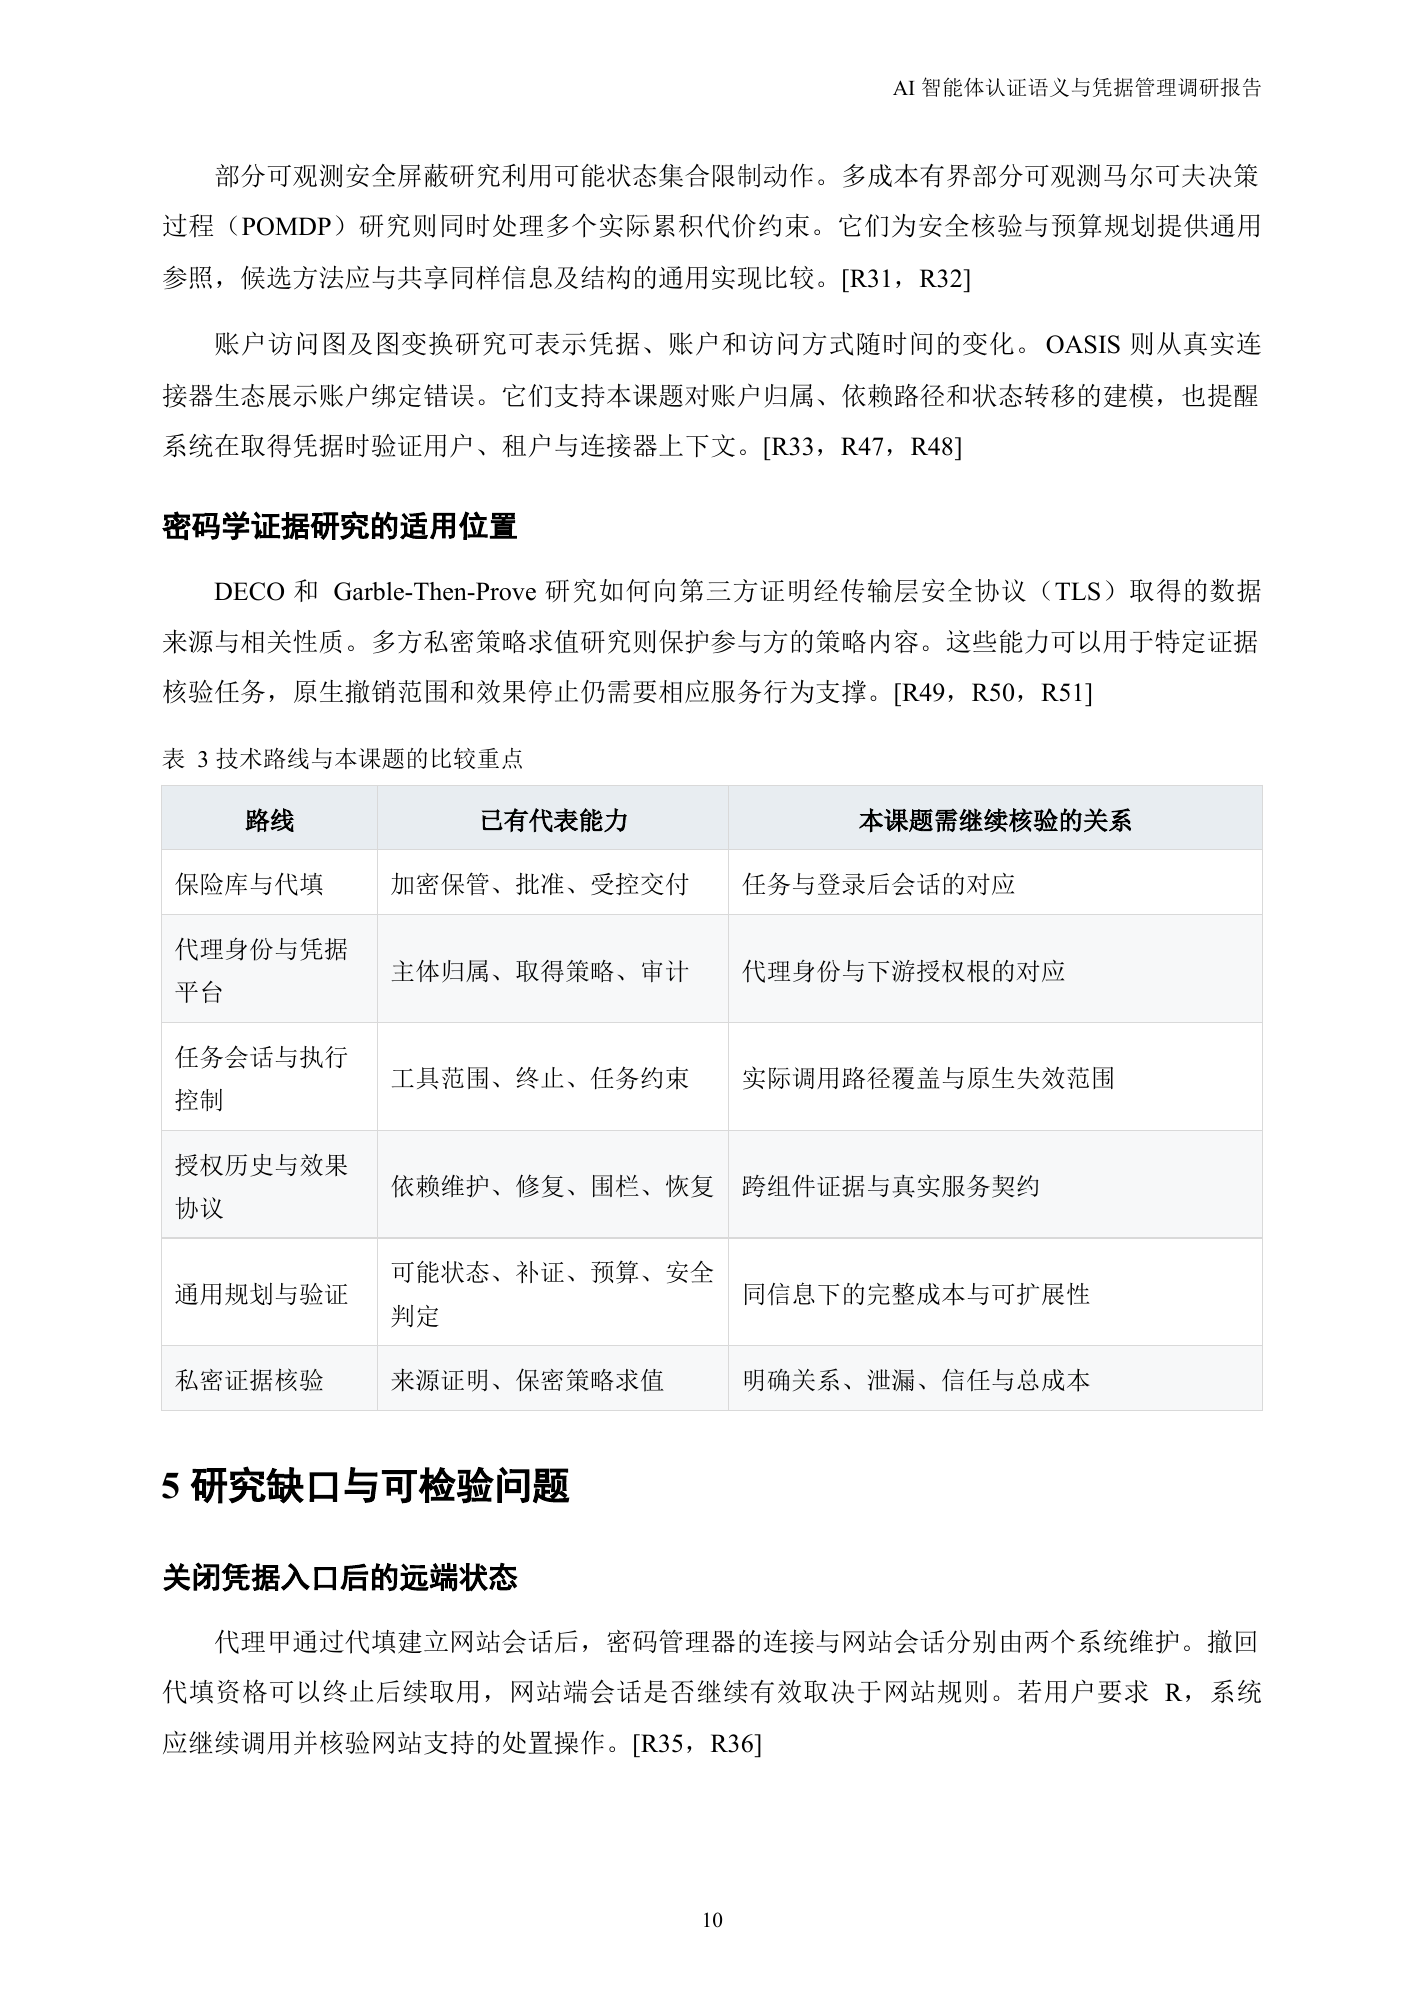 AI 智能体认证语义与凭据管理调研报告
部分可观测安全屏蔽研究利用可能状态集合限制动作。多成本有界部分可观测马尔可夫决策
过程（POMDP）研究则同时处理多个实际累积代价约束。它们为安全核验与预算规划提供通用
参照，候选方法应与共享同样信息及结构的通用实现比较。[R31，R32]
账户访问图及图变换研究可表示凭据、账户和访问方式随时间的变化。OASIS 则从真实连
接器生态展示账户绑定错误。它们支持本课题对账户归属、依赖路径和状态转移的建模，也提醒
系统在取得凭据时验证用户、租户与连接器上下文。[R33，R47，R48]
密码学证据研究的适用位置
DECO 和 Garble-Then-Prove 研究如何向第三方证明经传输层安全协议（TLS）取得的数据
来源与相关性质。多方私密策略求值研究则保护参与方的策略内容。这些能力可以用于特定证据
核验任务，原生撤销范围和效果停止仍需要相应服务行为支撑。[R49，R50，R51]
表 3 技术路线与本课题的比较重点
路线 已有代表能力 本课题需继续核验的关系
保险库与代填 加密保管、批准、受控交付 任务与登录后会话的对应
代理身份与凭据
平台 主体归属、取得策略、审计 代理身份与下游授权根的对应
任务会话与执行
控制 工具范围、终止、任务约束 实际调用路径覆盖与原生失效范围
授权历史与效果
协议 依赖维护、修复、围栏、恢复 跨组件证据与真实服务契约
通用规划与验证 可能状态、补证、预算、安全
判定 同信息下的完整成本与可扩展性
私密证据核验 来源证明、保密策略求值 明确关系、泄漏、信任与总成本
5 研究缺口与可检验问题
关闭凭据入口后的远端状态
代理甲通过代填建立网站会话后，密码管理器的连接与网站会话分别由两个系统维护。撤回
代填资格可以终止后续取用，网站端会话是否继续有效取决于网站规则。若用户要求 R，系统
应继续调用并核验网站支持的处置操作。[R35，R36]
10